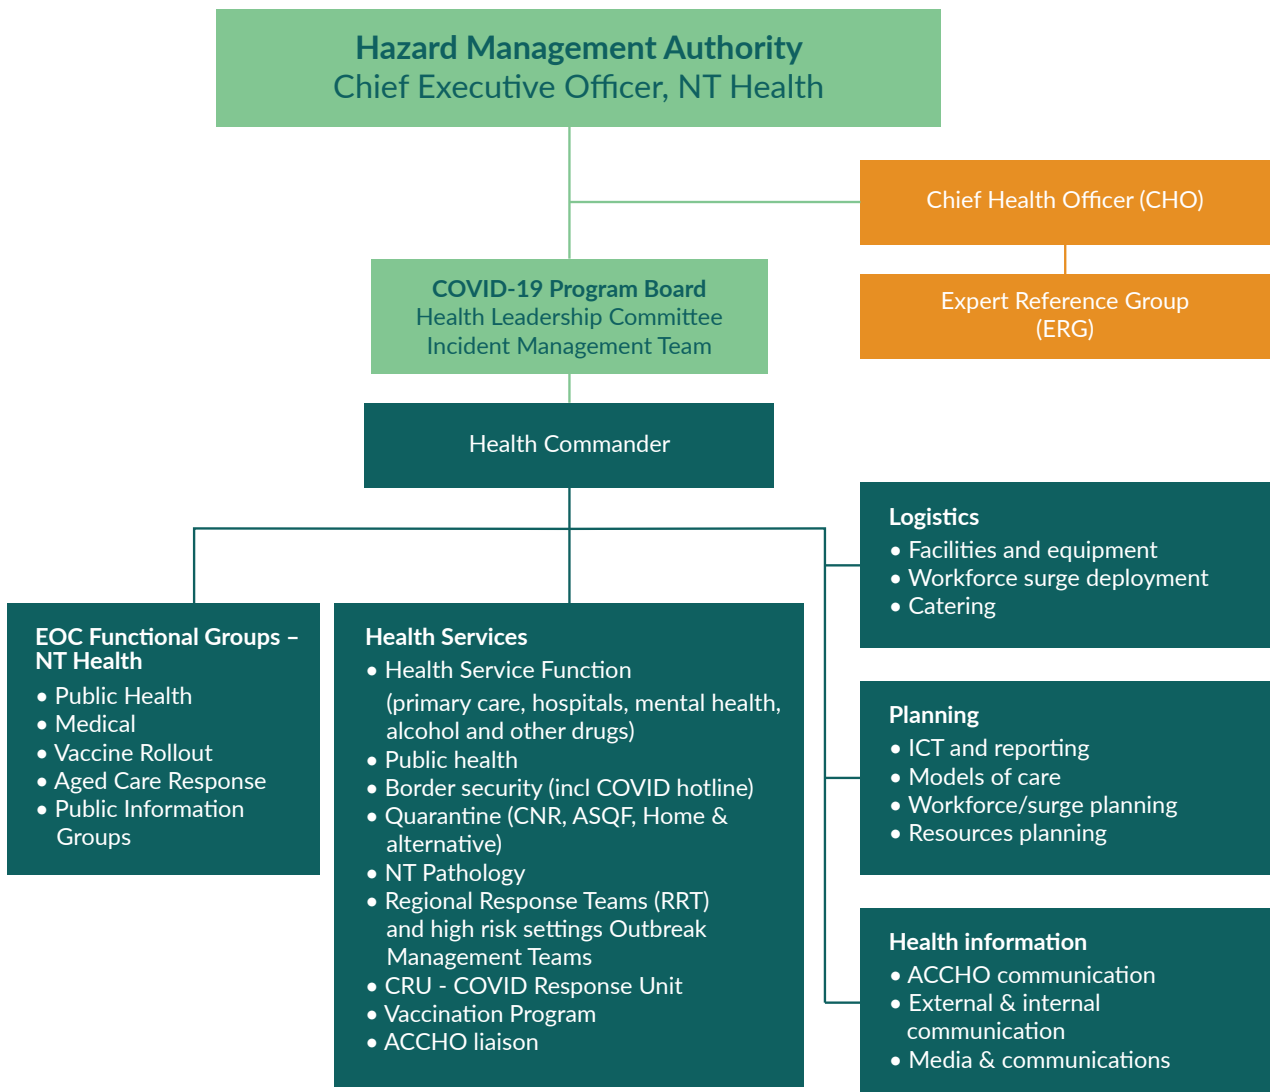 Hazard Management Authority
Chief Executive Officer, NT Health
Chief Health Officer (CHO)
Expert Reference Group
(ERG)
COVID-19 Program Board
Health Leadership Committee
Incident Management Team
Health Commander
EOC Functional Groups –
NT Health
• Public Health
• Medical
• Vaccine Rollout
• Aged Care Response
• Public Information
Groups
Health Services
• Health Service Function
(primary care, hospitals, mental health,
alcohol and other drugs)
• Public health
• Border security (incl COVID hotline)
• Quarantine (CNR, ASQF, Home &
alternative)
• NT Pathology
• Regional Response Teams (RRT)
and high risk settings Outbreak
Management Teams
• CRU - COVID Response Unit
• Vaccination Program
• ACCHO liaison
Logistics
• Facilities and equipment
• Workforce surge deployment
• Catering
Planning
• ICT and reporting
• Models of care
• Workforce/surge planning
• Resources planning
Health information
• ACCHO communication
• External & internal
communication
• Media & communications